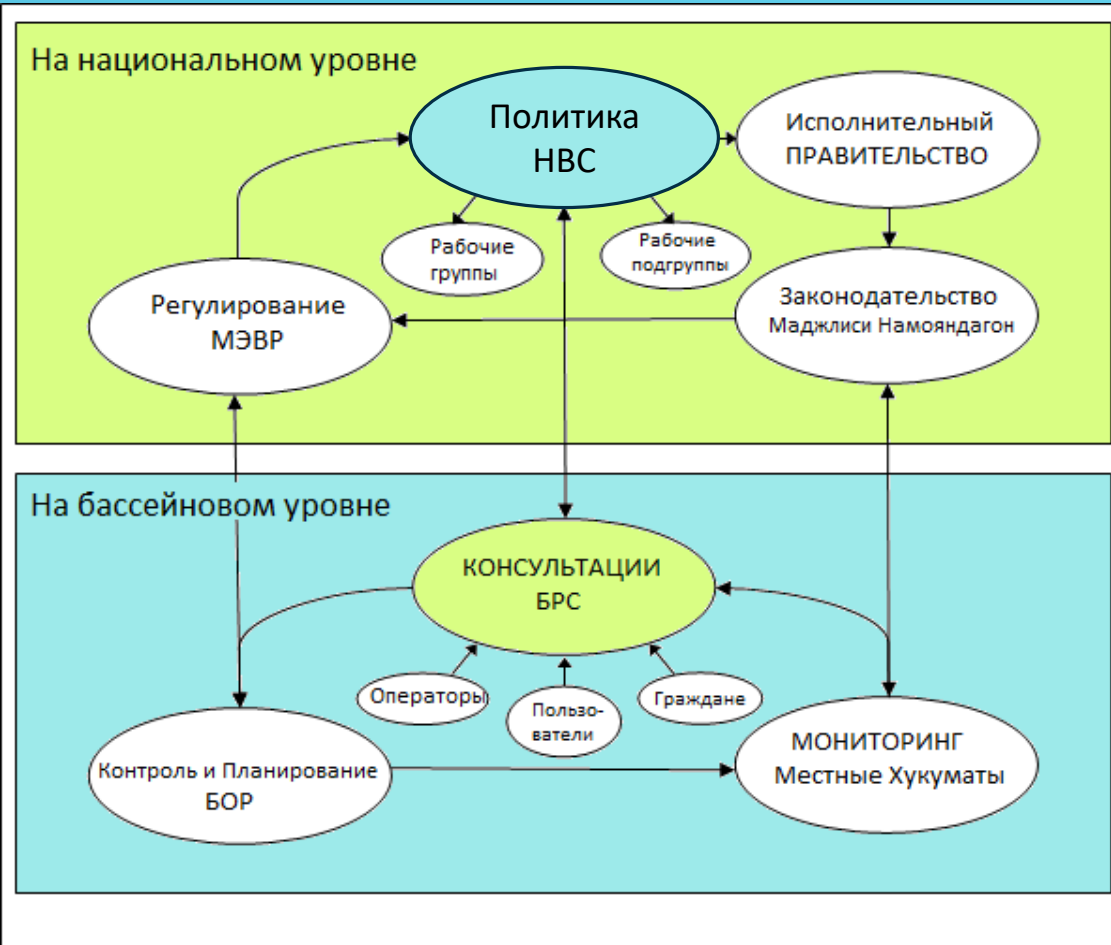 На национальном уровне
Политика
НВС
Исполнительный
ПРАВИТЕЛЬСТВО
Рабочие
группы
Рабочие
подгруппы
Регулирование
МЭВР
Законодательство
Маджлиси Намояндагон
На бассейновом уровне
КОНСУЛЬТАЦИИ
БРС
Операторы
Пользо-
ватели
Граждане
Контроль и Планирование
БОР
МОНИТОРИНГ
Местные Хукуматы